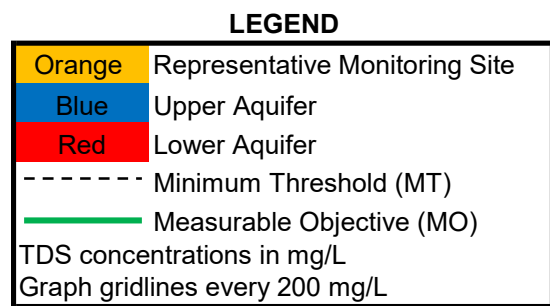 LEGEND
Orange Representative Monitoring Site
Blue Upper Aquifer
Red Lower Aquifer
Minimum Threshold (MT)
Measurable Objective (MO)
TDS concentrations in mg/L
Graph gridlines every 200 mg/L